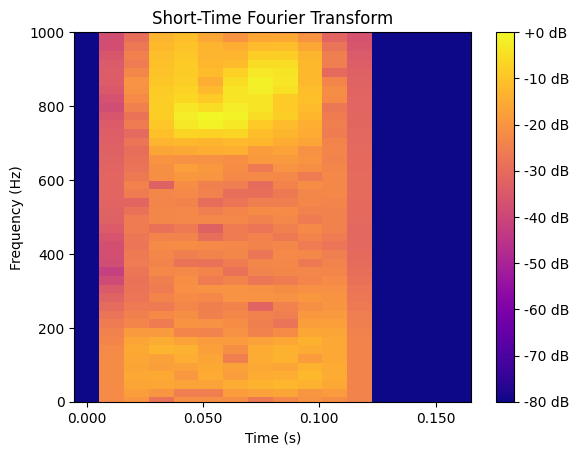 Short-Time Fourier Transform
Frequency (Hz)
1000
800
600
400
200
0
0.000
0.050
0.100
0.150
Time (s)
+0 dB
-10 dB
-20 dB
-30 dB
-40 dB
-50 dB
-60 dB
-70 dB
-80 dB